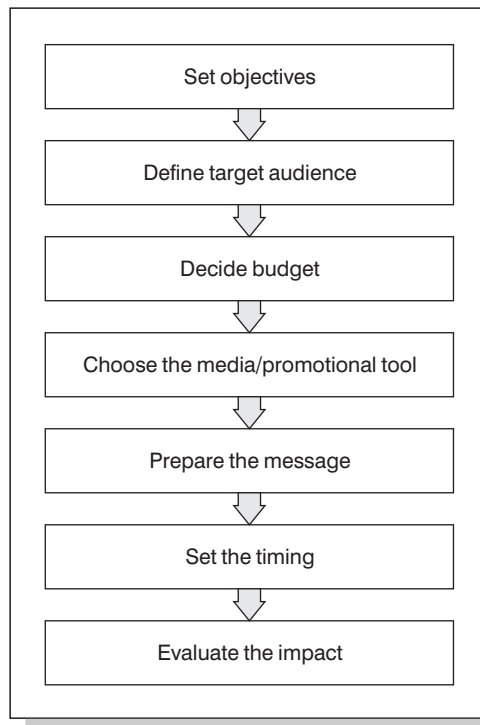 Set objectives
Define target audience
Decide budget
Choose the media/promotional tool
Prepare the message
Set the timing
Evaluate the impact